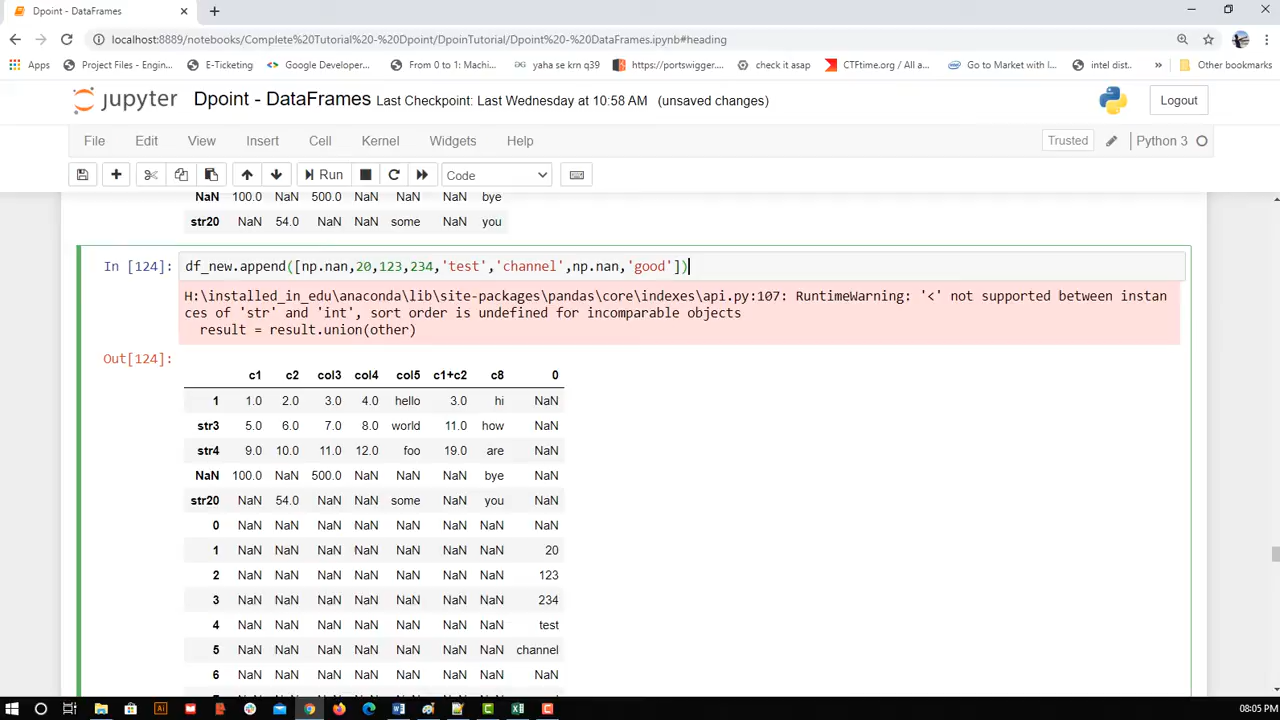 Dpoint - DataFrames
localhost:8889/notebooks/Complete%20Tutorial%20-%20Dpoint/DpoinTutorial/Dpoint%20-%20DataFrames.ipynb#heading
Apps Project Files - Engin... E-Ticketing Google Developer... From 0 to 1: Machi... yaha se krn q39 https://portswigger.... check it asap CTFtime.org / All a... Go to Market with I... intel dist... » Other bookmarks
jupyter Dpoint - DataFrames Last Checkpoint: Last Wednesday at 10:58 AM (unsaved changes) Logout
File Edit View Insert Cell Kernel Widgets Help Trusted Python 3
Run Code
NaN 100.0 NaN 500.0 NaN NaN NaN bye
str20 NaN 54.0 NaN NaN some NaN you
In [124]: df_new.append([np.nan,20,123,234,'test','channel',np.nan,'good'])
H:\installed_in_edu\anaconda\lib\site-packages\pandas\core\indexes\api.py:107: RuntimeWarning: '<' not supported between instan
ces of 'str' and 'int', sort order is undefined for incomparable objects
result = result.union(other)
Out[124]:
c1 c2 col3 col4 col5 c1+c2 c8 0
1 1.0 2.0 3.0 4.0 hello 3.0 hi NaN
str3 5.0 6.0 7.0 8.0 world 11.0 how NaN
str4 9.0 10.0 11.0 12.0 foo 19.0 are NaN
NaN 100.0 NaN 500.0 NaN NaN NaN bye NaN
str20 NaN 54.0 NaN NaN some NaN you NaN
0 NaN NaN NaN NaN NaN NaN NaN NaN
1 NaN NaN NaN NaN NaN NaN NaN 20
2 NaN NaN NaN NaN NaN NaN NaN 123
3 NaN NaN NaN NaN NaN NaN NaN 234
4 NaN NaN NaN NaN NaN NaN NaN test
5 NaN NaN NaN NaN NaN NaN NaN channel
6 NaN NaN NaN NaN NaN NaN NaN NaN
08:05 PM